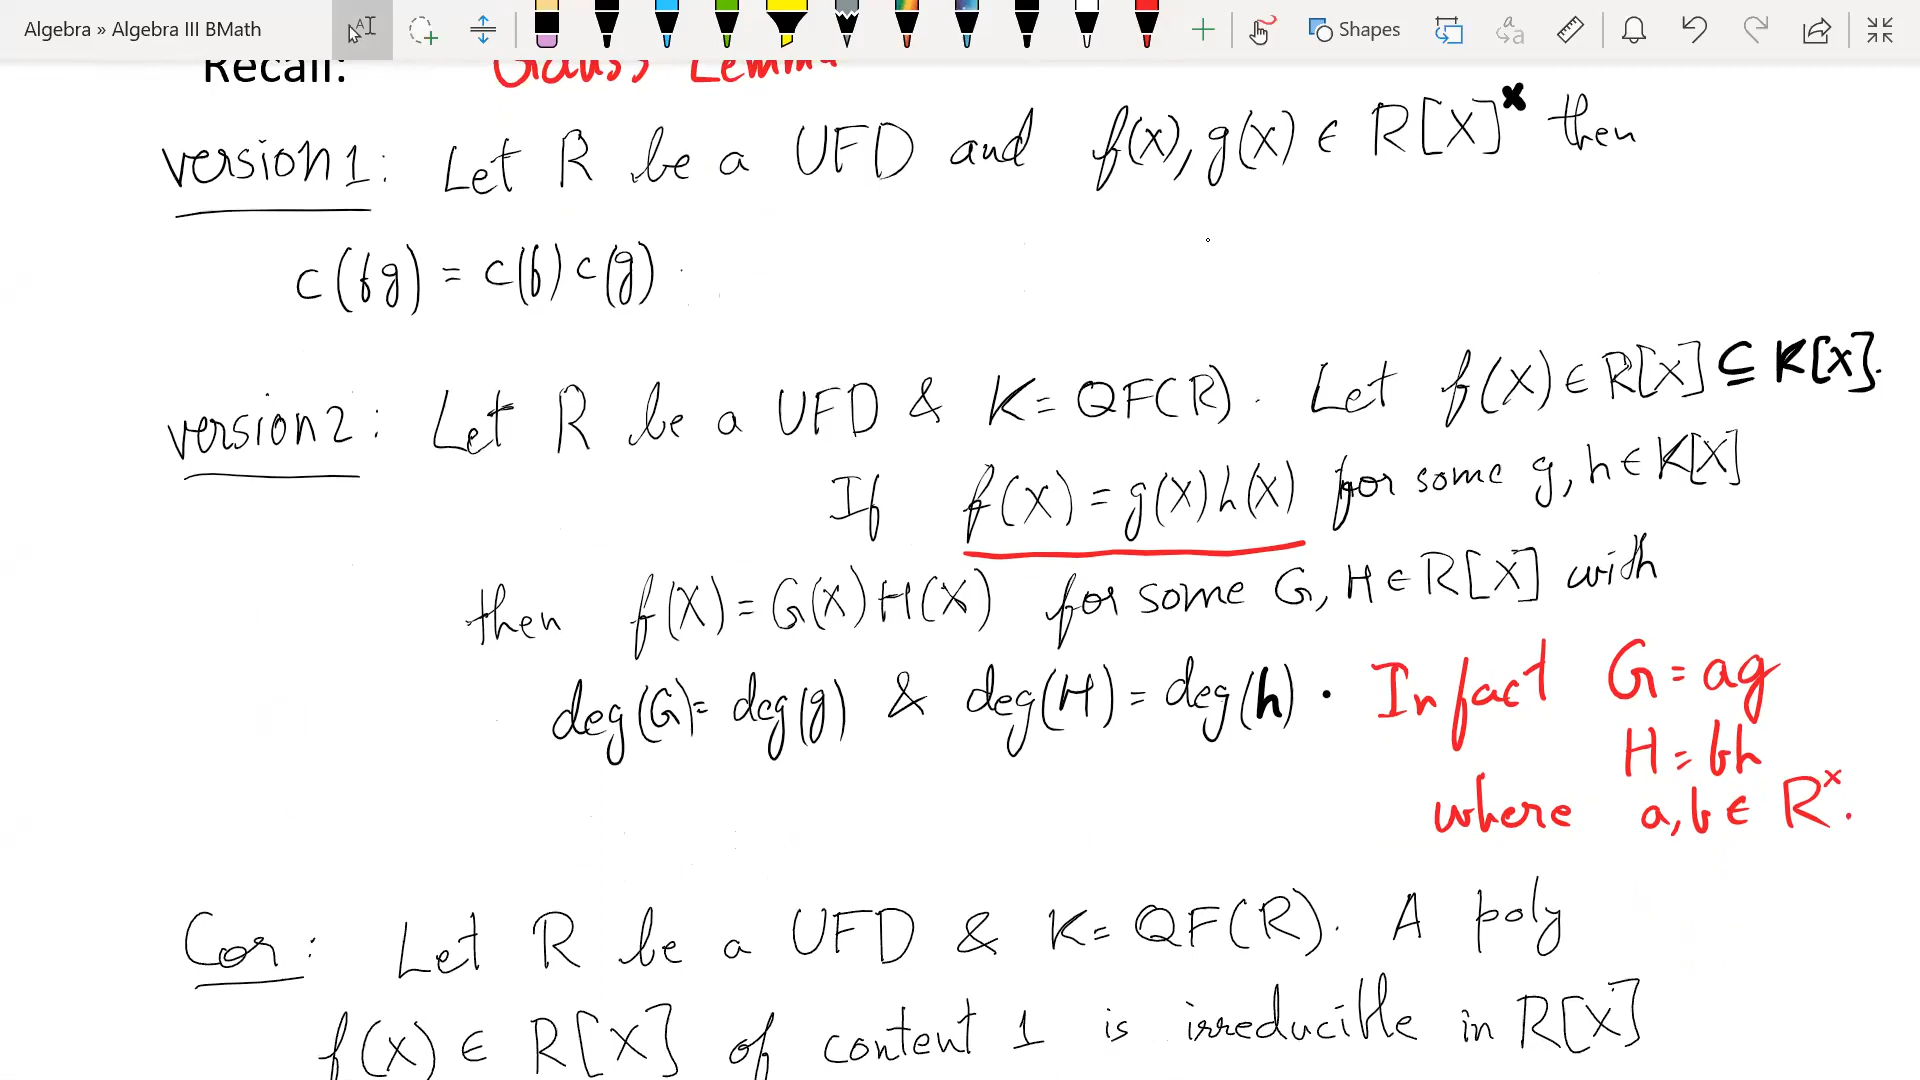 Algebra » Algebra III BMath
Shapes
Recall: Gauss Lemma
version 1: Let R be a UFD and f(x), g(x) ∈ R[X]^x then
c(fg) = c(f) c(g)
version 2: Let R be a UFD & K = QF(R). Let f(X) ∈ R[X] ⊆ K[X].
If f(X) = g(X)h(X) for some g, h ∈ K[X]
then f(X) = G(X)H(X) for some G, H ∈ R[X] with
deg(G) = deg(g) & deg(H) = deg(h). In fact G = ag
H = bh
where a, b ∈ R^x.
Cor: Let R be a UFD & K = QF(R). A poly
f(X) ∈ R[X] of content 1 is irreducible in R[X]